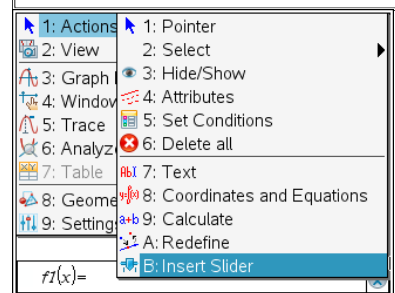 1: Actions
2: View
3: Graph
4: Window
5: Trace
6: Analyz
7: Table
8: Geome
9: Setting
1: Pointer
2: Select
3: Hide/Show
4: Attributes
5: Set Conditions
6: Delete all
7: Text
8: Coordinates and Equations
9: Calculate
A: Redefine
B: Insert Slider
f1(x)=